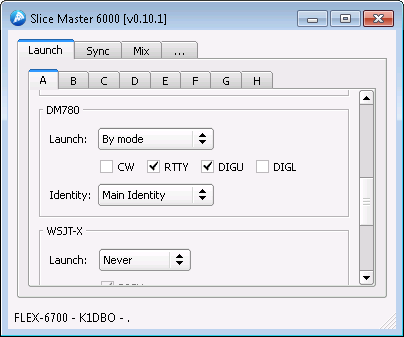 Slice Master 6000 [v0.10.1]
Launch Sync Mix ...
A B C D E F G H
DM780
Launch: By mode
CW RTTY DIGU DIGL
Identity: Main Identity
WSJT-X
Launch: Never
FLEX-6700 - K1DBO - .